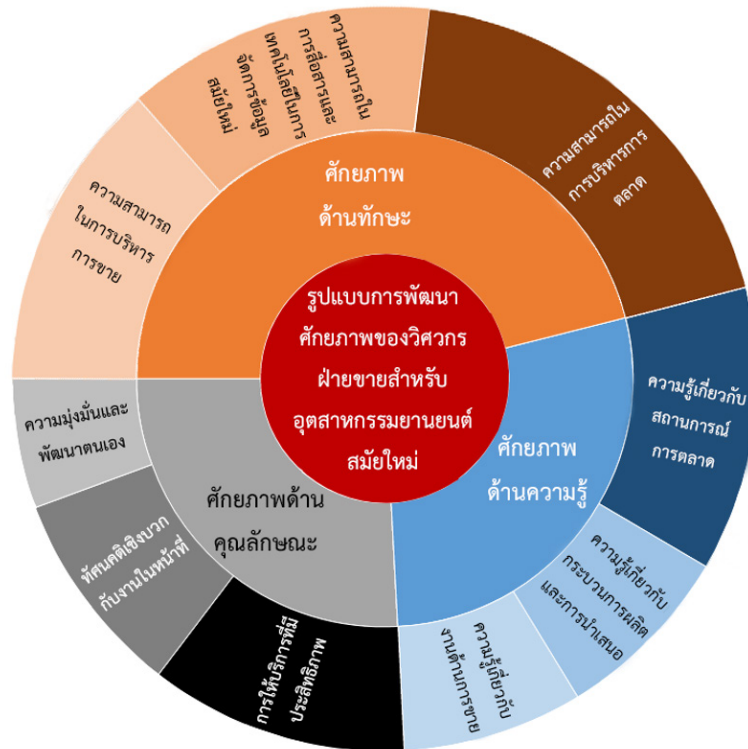 รูปแบบการพัฒนา
ศักยภาพของวิศวกร
ฝ่ายขายสำหรับ
อุตสาหกรรมยานยนต์
สมัยใหม่
ศักยภาพ
ด้านทักษะ
ความสามารถ
ในการบริหาร
การขาย
ความสามารถใน
การสื่อสารและ
เทคโนโลยีในการ
จัดการข้อมูล
สมัยใหม่
ความสามารถใน
การบริหารการ
ตลาด
ศักยภาพ
ด้านความรู้
ความรู้เกี่ยวกับ
สถานการณ์
การตลาด
ความรู้เกี่ยวกับ
กระบวนการผลิต
และการนำเสนอ
ความรู้เกี่ยวกับ
งานด้านการขาย
ศักยภาพด้าน
คุณลักษณะ
การให้บริการที่มี
ประสิทธิภาพ
ทัศนคติเชิงบวก
กับงานในหน้าที่
ความมุ่งมั่นและ
พัฒนาตนเอง